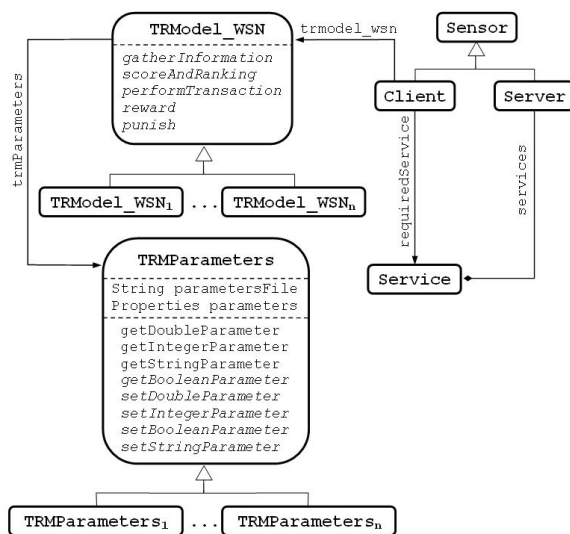 TRModel_WSN
gatherInformation
scoreAndRanking
performTransaction
reward
punish
trmodel_wsn
Sensor
Client
Server
trmParameters
requiredService
services
TRModel_WSN1 ... TRModel_WSNn
Service
TRMParameters
String parametersFile
Properties parameters
getDoubleParameter
getIntegerParameter
getStringParameter
getBooleanParameter
setDoubleParameter
setIntegerParameter
setBooleanParameter
setStringParameter
TRMParameters1 ... TRMParametersn